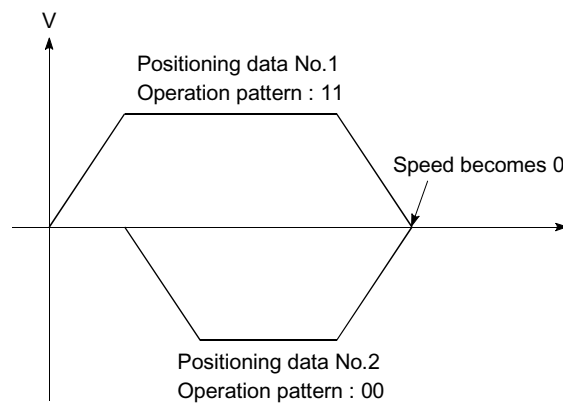 V
Positioning data No.1
Operation pattern : 11
Speed becomes 0
Positioning data No.2
Operation pattern : 00